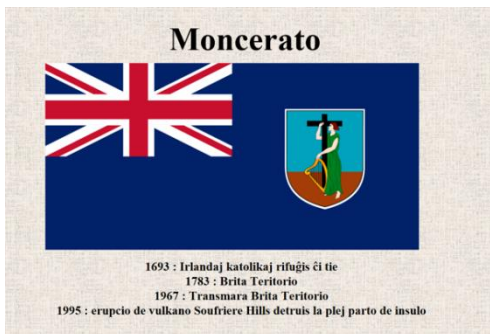 Moncerato
1693 : Irlandaj katolikaj rifuĝis ĉi tie
1783 : Brita Teritorio
1967 : Transmara Brita Teritorio
1995 : erupcio de vulkano Soufriere Hills detruis la plej parto de insulo